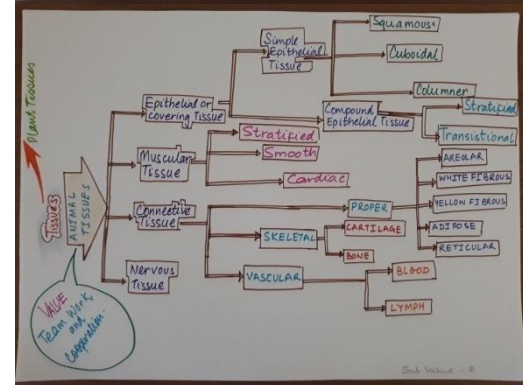 Plant Tissues
Tissues
ANIMAL
TISSUES
VALUE
Team Work
and
Cooperation.
Epithelial or
covering Tissue
Simple
Epithelial
Tissue
Squamous
Cuboidal
Columner
Compound
Epithelial Tissue
Stratified
Transistional
Muscular
Tissue
Stratified
Smooth
Cardiac
Connective
Tissue
PROPER
AREOLAR
WHITE FIBROUS
YELLOW FIBROUS
ADIPOSE
RETICULAR
SKELETAL
CARTILAGE
BONE
VASCULAR
BLOOD
LYMPH
Nervous
Tissue